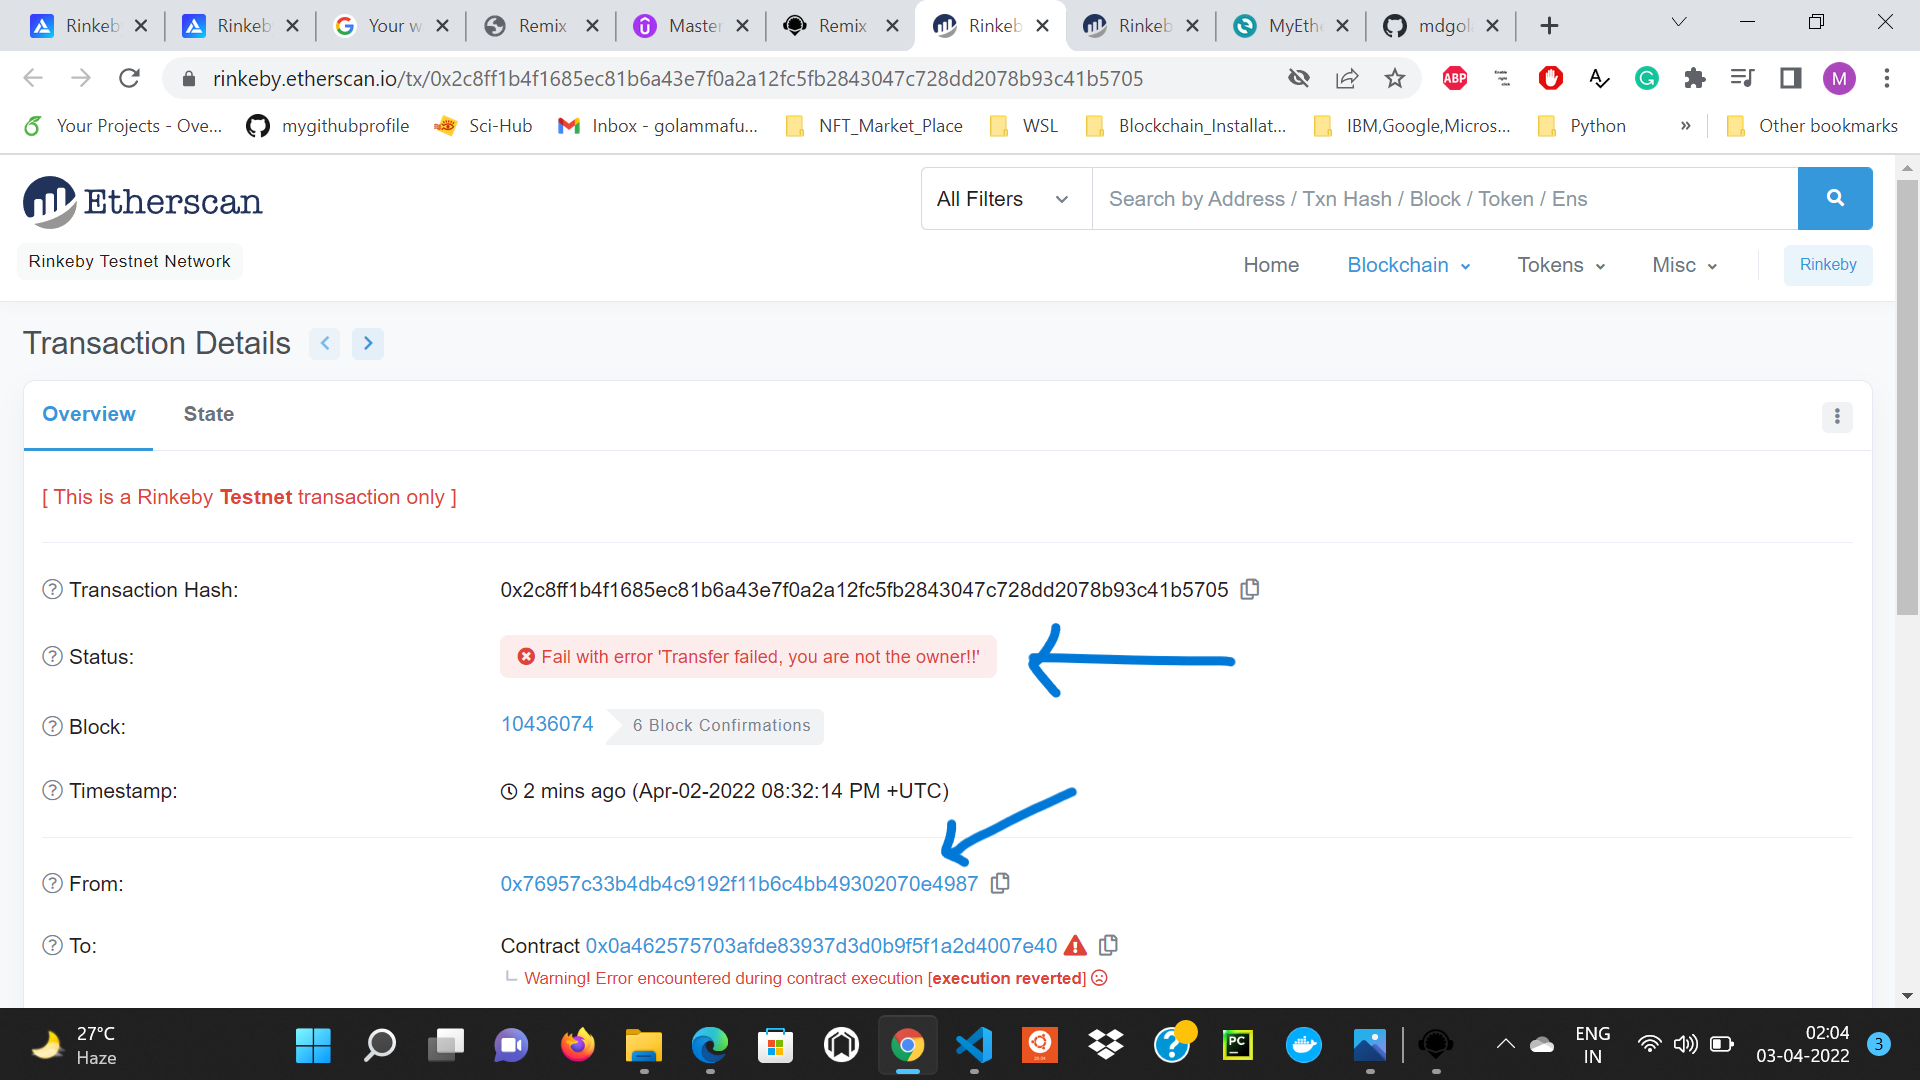 Rinkeb
Rinkeb
Your w
Remix
Master
Remix
Rinkeb
Rinkeb
MyEthe
mdgola
rinkeby.etherscan.io/tx/0x2c8ff1b4f1685ec81b6a43e7f0a2a12fc5fb2843047c728dd2078b93c41b5705
ABP
M
Your Projects - Ove...
mygithubprofile
Sci-Hub
Inbox - golammafu...
NFT_Market_Place
WSL
Blockchain_Installat...
IBM,Google,Micros...
Python
»
Other bookmarks
Etherscan
All Filters
Search by Address / Txn Hash / Block / Token / Ens
Rinkeby Testnet Network
Home
Blockchain
Tokens
Misc
Rinkeby
Transaction Details
Overview
State
[ This is a Rinkeby Testnet transaction only ]
Transaction Hash:
0x2c8ff1b4f1685ec81b6a43e7f0a2a12fc5fb2843047c728dd2078b93c41b5705
Status:
Fail with error 'Transfer failed, you are not the owner!!'
Block:
10436074
6 Block Confirmations
Timestamp:
2 mins ago (Apr-02-2022 08:32:14 PM +UTC)
From:
0x76957c33b4db4c9192f11b6c4bb49302070e4987
To:
Contract 0x0a462575703afde83937d3d0b9f5f1a2d4007e40
Warning! Error encountered during contract execution [execution reverted]
27°C
Haze
PC
ENG
IN
02:04
03-04-2022
3